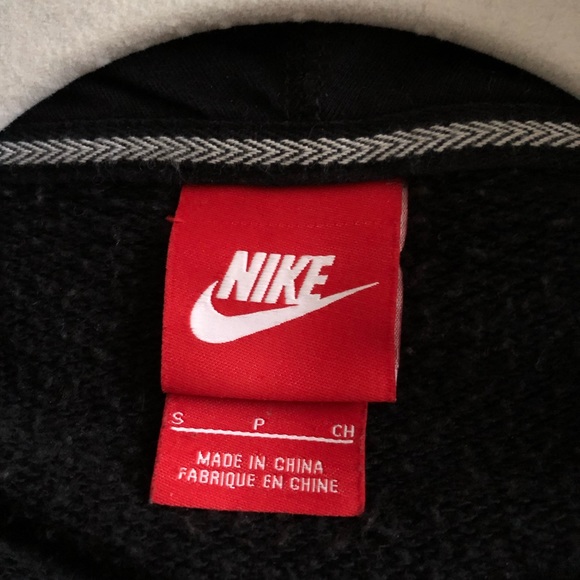 NIKE
S P CH
MADE IN CHINA
FABRIQUE EN CHINE